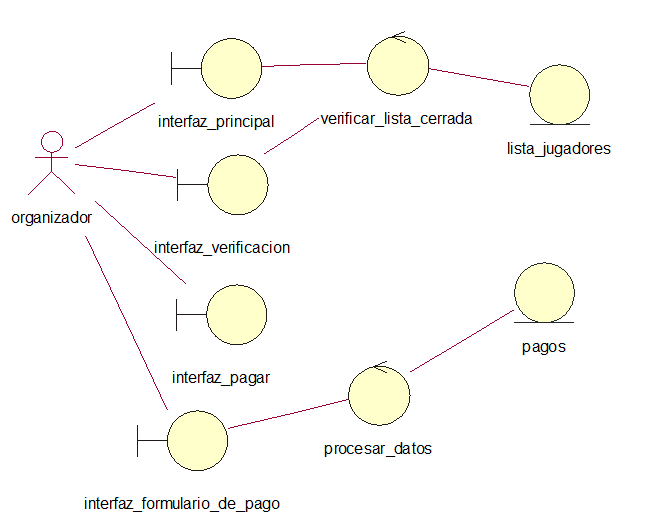 interfaz_principal
verificar_lista_cerrada
lista_jugadores
organizador
interfaz_verificacion
pagos
interfaz_pagar
procesar_datos
interfaz_formulario_de_pago